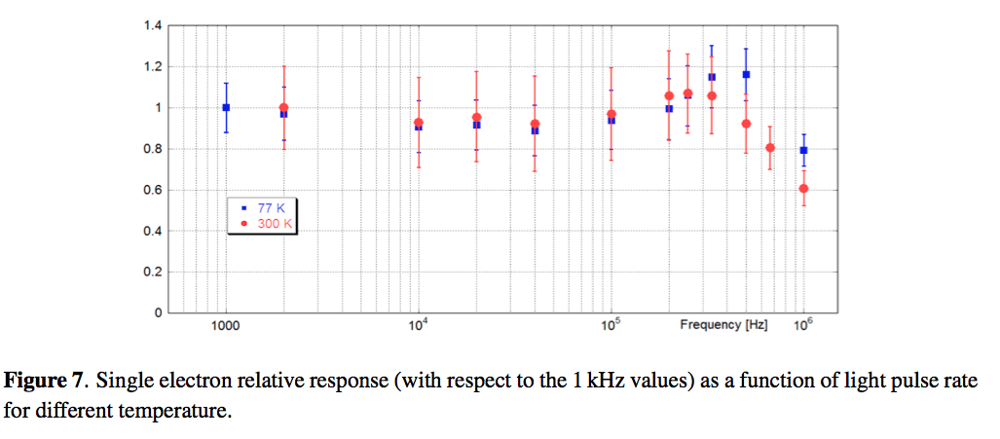 1.4
1.2
1
0.8
0.6
0.4
0.2
0
77 K
300 K
1000
10⁴
10⁵
Frequency [Hz]
10⁶
Figure 7. Single electron relative response (with respect to the 1 kHz values) as a function of light pulse rate
for different temperature.